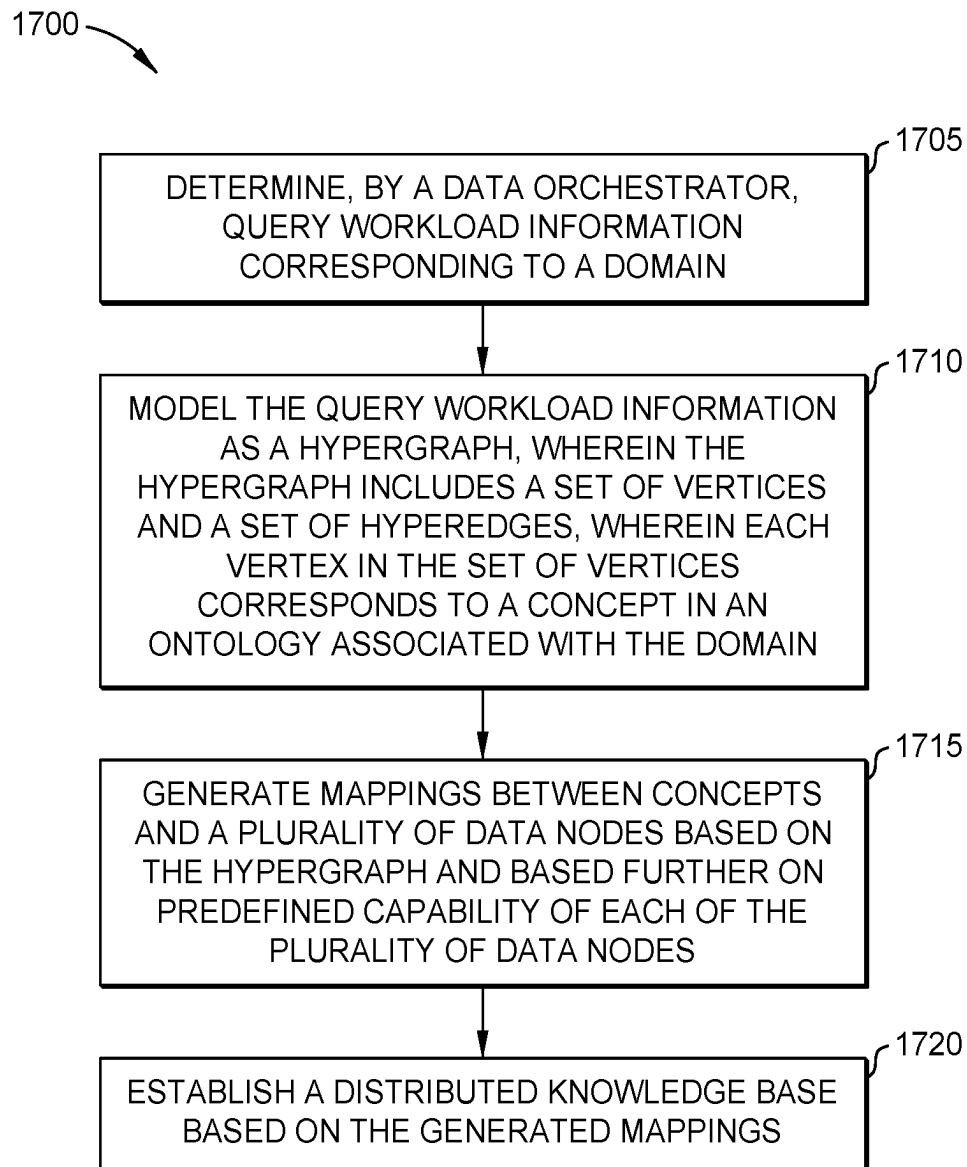 1700
1705
DETERMINE, BY A DATA ORCHESTRATOR,
QUERY WORKLOAD INFORMATION
CORRESPONDING TO A DOMAIN
1710
MODEL THE QUERY WORKLOAD INFORMATION
AS A HYPERGRAPH, WHEREIN THE
HYPERGRAPH INCLUDES A SET OF VERTICES
AND A SET OF HYPEREDGES, WHEREIN EACH
VERTEX IN THE SET OF VERTICES
CORRESPONDS TO A CONCEPT IN AN
ONTOLOGY ASSOCIATED WITH THE DOMAIN
1715
GENERATE MAPPINGS BETWEEN CONCEPTS
AND A PLURALITY OF DATA NODES BASED ON
THE HYPERGRAPH AND BASED FURTHER ON
PREDEFINED CAPABILITY OF EACH OF THE
PLURALITY OF DATA NODES
1720
ESTABLISH A DISTRIBUTED KNOWLEDGE BASE
BASED ON THE GENERATED MAPPINGS